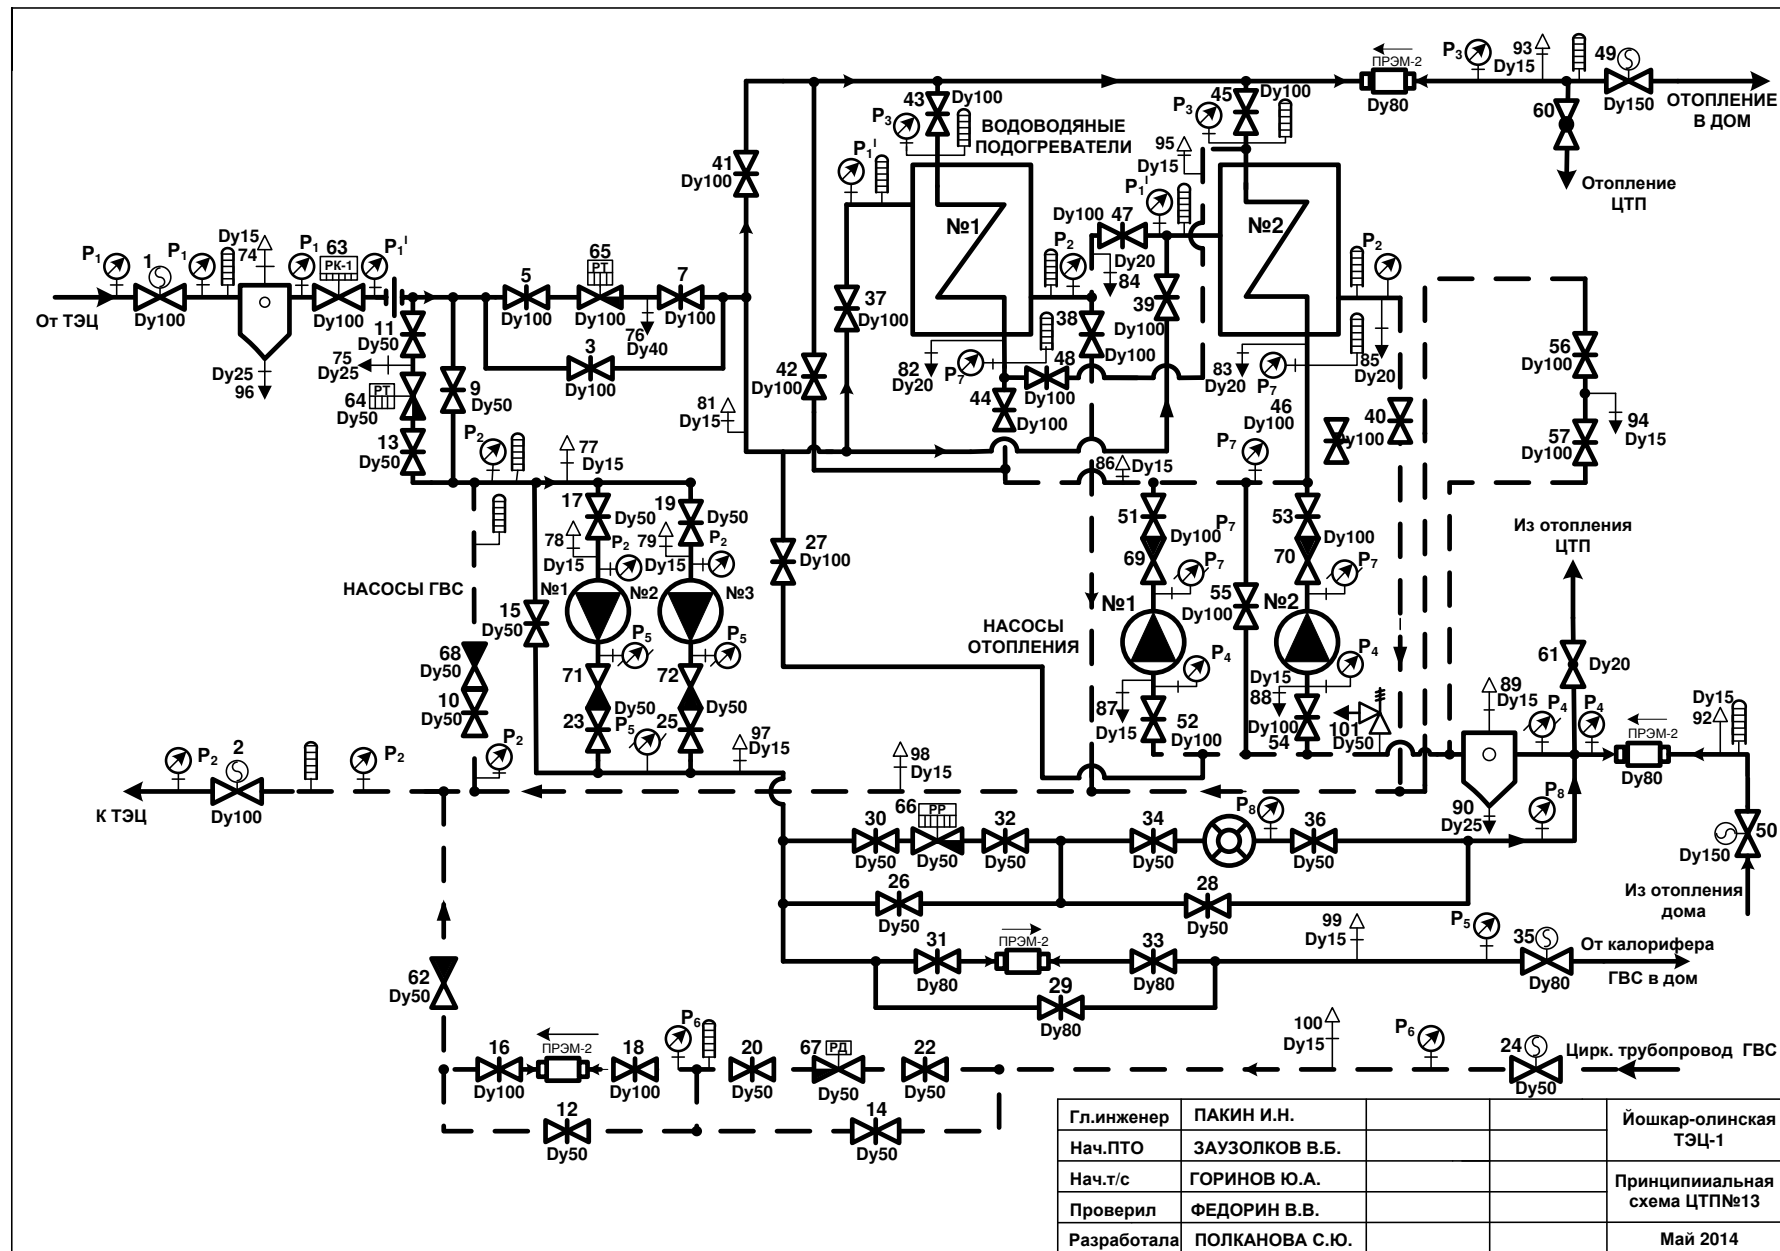 P₃
93
Dy15
49
ПРЭМ-2
Dy80
Dy150
ОТОПЛЕНИЕ
В ДОМ
60
Отопление
ЦТП
43
Dy100
P₃
ВОДОВОДЯНЫЕ
ПОДОГРЕВАТЕЛИ
P₁ᴵ
45
Dy100
P₃
95
Dy15
41
Dy100
№1
Dy100
47
P₁ᴵ
Dy20
84
№2
P₂
P₂
P₁
1
P₁
Dy15
74
P₁
63
РК-1
P₁ᴵ
65
РТ
5
7
От ТЭЦ
Dy100
Dy100
Dy100
Dy100
Dy100
76
Dy40
3
Dy100
11
Dy50
75
Dy25
РТ
64
Dy50
9
Dy50
Dy25
96
13
Dy50
81
Dy15
42
Dy100
37
Dy100
38
Dy100
39
Dy100
82
Dy20
P₇
48
Dy100
44
Dy100
83
Dy20
P₇
85
Dy20
46
Dy100
Dy100
40
56
Dy100
57
Dy100
94
Dy15
P₂
77
Dy15
86
Dy15
P₇
17
Dy50
19
Dy50
78
Dy15
P₂
79
Dy15
P₂
27
Dy100
51
Dy100
P₇
69
P₇
53
Dy100
70
P₇
55
Dy100
Из отопления
ЦТП
НАСОСЫ ГВС
№1
№2
№3
15
Dy50
P₅
P₅
НАСОСЫ
ОТОПЛЕНИЯ
№1
№2
P₄
P₄
61
Dy20
68
Dy50
10
Dy50
71
Dy50
23
72
Dy50
25
P₅
97
Dy15
87
Dy15
52
Dy100
Dy15
88
Dy100
54
101
Dy50
89
Dy15
P₄
P₄
Dy15
92
ПРЭМ-2
Dy80
P₂
2
P₂
P₂
К ТЭЦ
Dy100
98
Dy15
90
Dy25
P₈
50
Dy150
Из отопления
дома
30
Dy50
66
РР
Dy50
32
Dy50
34
Dy50
P₈
36
Dy50
26
Dy50
28
Dy50
31
Dy80
ПРЭМ-2
33
Dy80
29
Dy80
99
Dy15
P₅
35
Dy80
От калорифера
ГВС в дом
62
Dy50
16
Dy100
ПРЭМ-2
18
Dy100
P₆
20
Dy50
67
РД
Dy50
22
Dy50
100
Dy15
P₆
24
Dy50
Цирк. трубопровод ГВС
12
Dy50
14
Dy50
Гл.инженер ПАКИН И.Н.
Нач.ПТО ЗАУЗОЛКОВ В.Б.
Нач.т/с ГОРИНОВ Ю.А.
Проверил ФЕДОРИН В.В.
Разработала ПОЛКАНОВА С.Ю.
Йошкар-олинская
ТЭЦ-1
Принципииальная
схема ЦТП№13
Май 2014